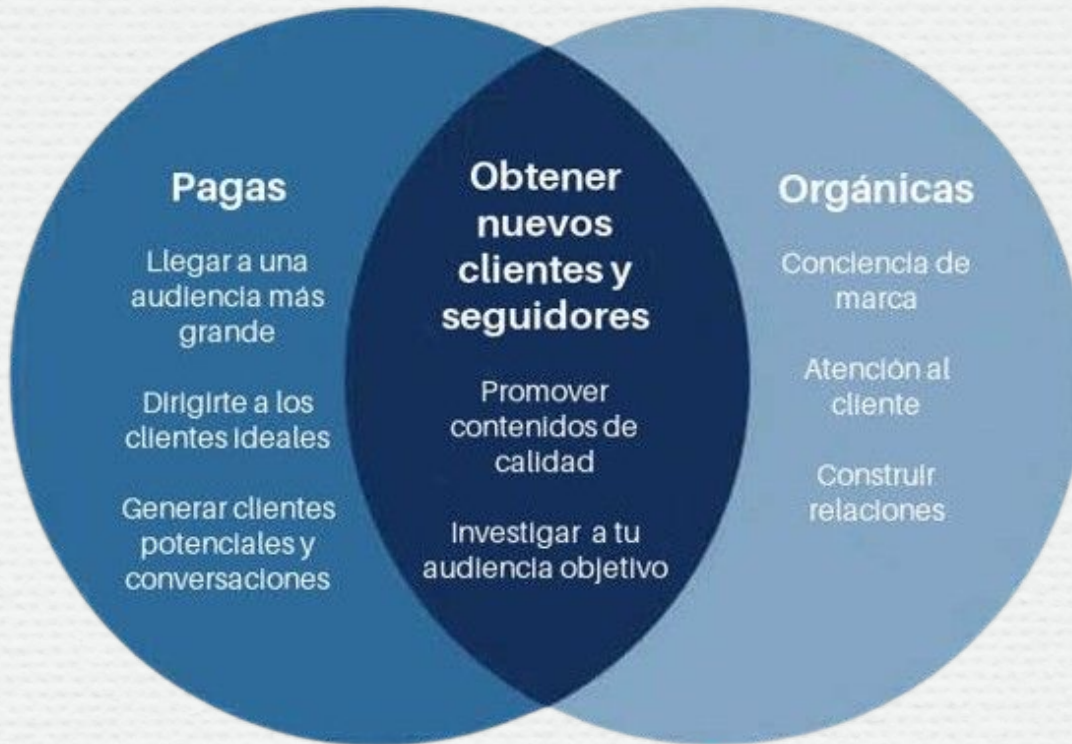 Pagas
Llegar a una
audiencia más
grande
Dirigirte a los
clientes ideales
Generar clientes
potenciales y
conversaciones
Obtener
nuevos
clientes y
seguidores
Promover
contenidos de
calidad
Investigar a tu
audiencia objetivo
Orgánicas
Conciencia de
marca
Atención al
cliente
Construir
relaciones